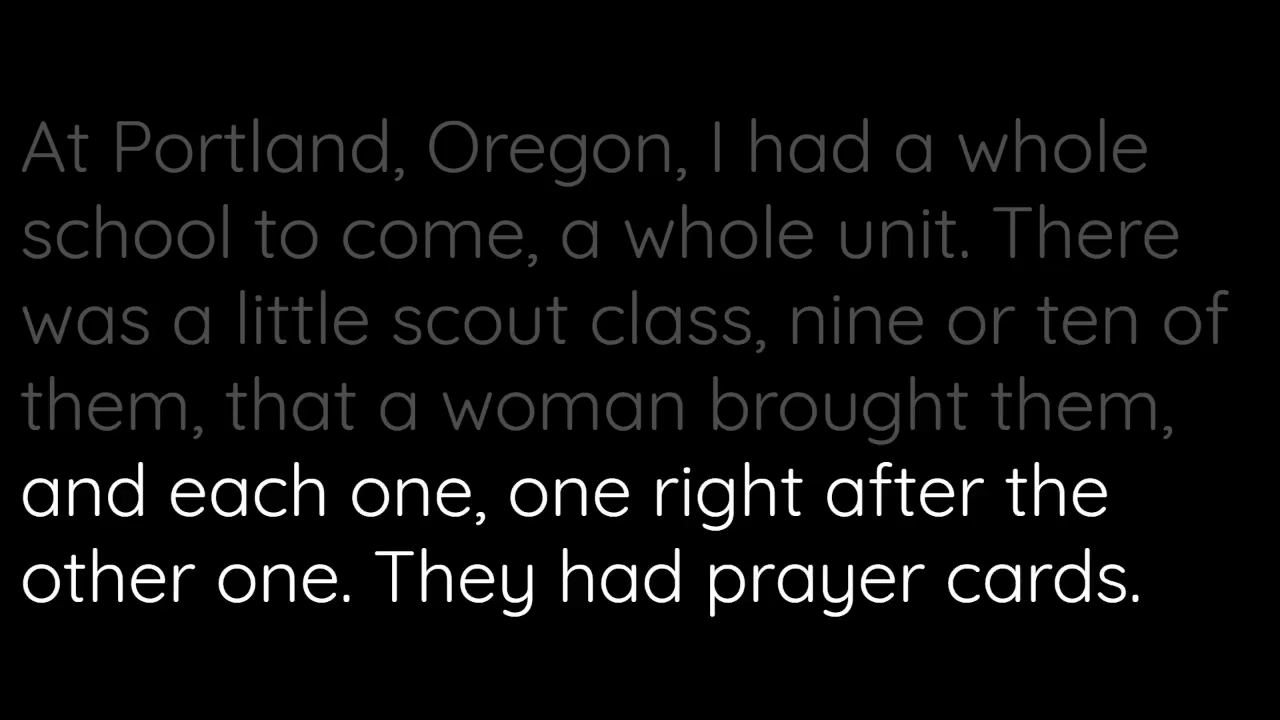 At Portland, Oregon, I had a whole
school to come, a whole unit. There
was a little scout class, nine or ten of
them, that a woman brought them,
and each one, one right after the
other one. They had prayer cards.